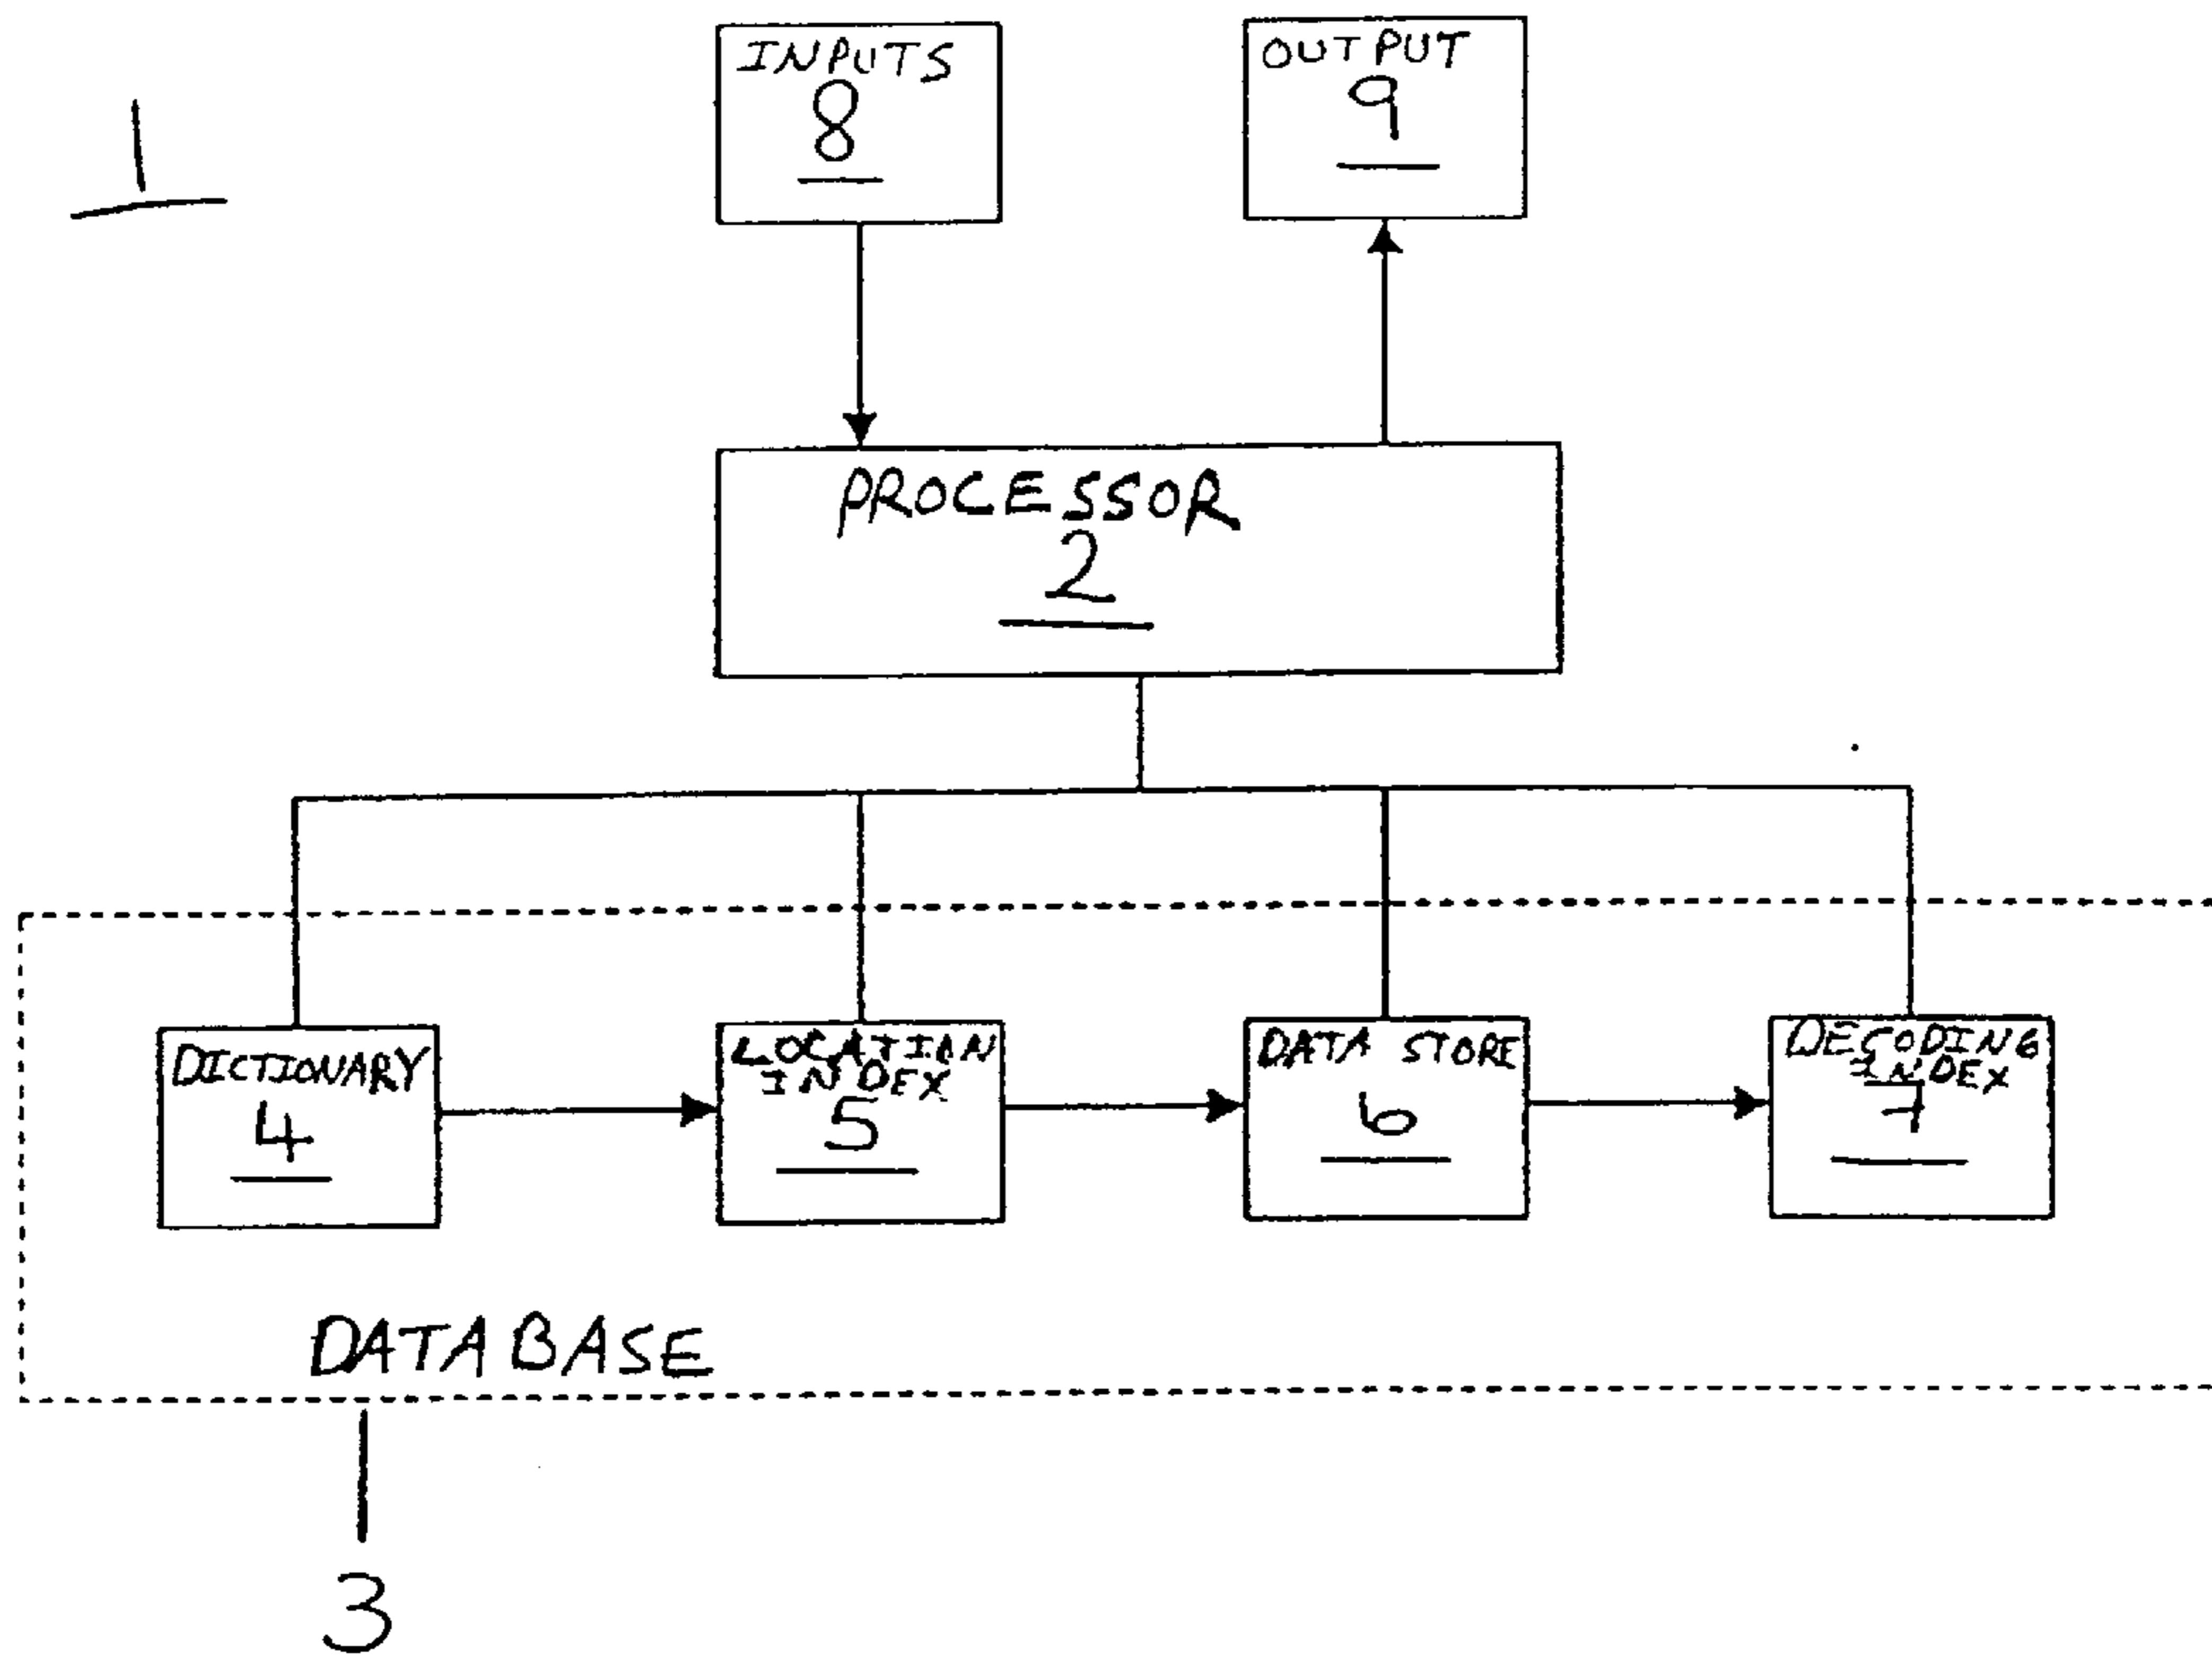 1
INPUTS
8
OUTPUT
9
PROCESSOR
2
DICTIONARY
4
LOCATION
INDEX
5
DATA STORE
6
DECODING
INDEX
7
DATABASE
3